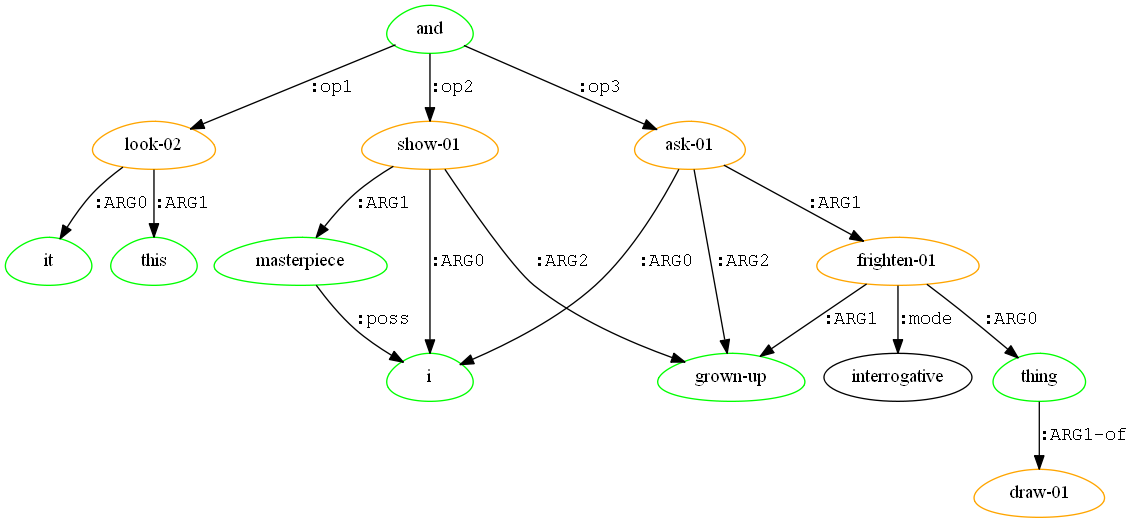 and
:op1 :op2 :op3
look-02 show-01 ask-01
:ARG0 :ARG1 :ARG1 :ARG0 :ARG2 :ARG0 :ARG2 :ARG1
it this masterpiece frighten-01
:poss :ARG1 :mode :ARG0
i grown-up interrogative thing
:ARG1-of
draw-01